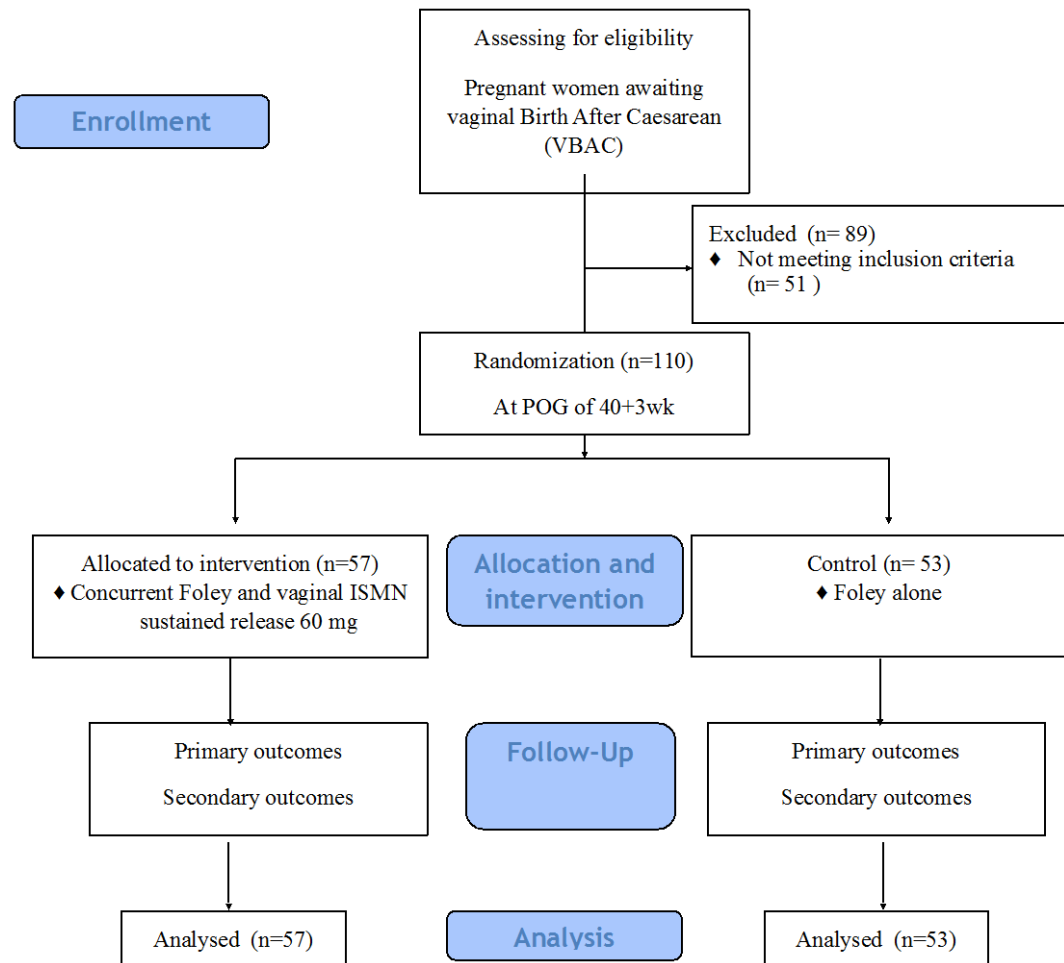 Assessing for eligibility
Pregnant women awaiting
vaginal Birth After Caesarean
(VBAC)
Enrollment
Excluded (n= 89)
♦ Not meeting inclusion criteria
(n= 51 )
Randomization (n=110)
At POG of 40+3wk
Allocated to intervention (n=57)
♦ Concurrent Foley and vaginal ISMN
sustained release 60 mg
Allocation and
intervention
Control (n= 53)
♦ Foley alone
Primary outcomes
Secondary outcomes
Follow-Up
Primary outcomes
Secondary outcomes
Analysed (n=57)
Analysis
Analysed (n=53)